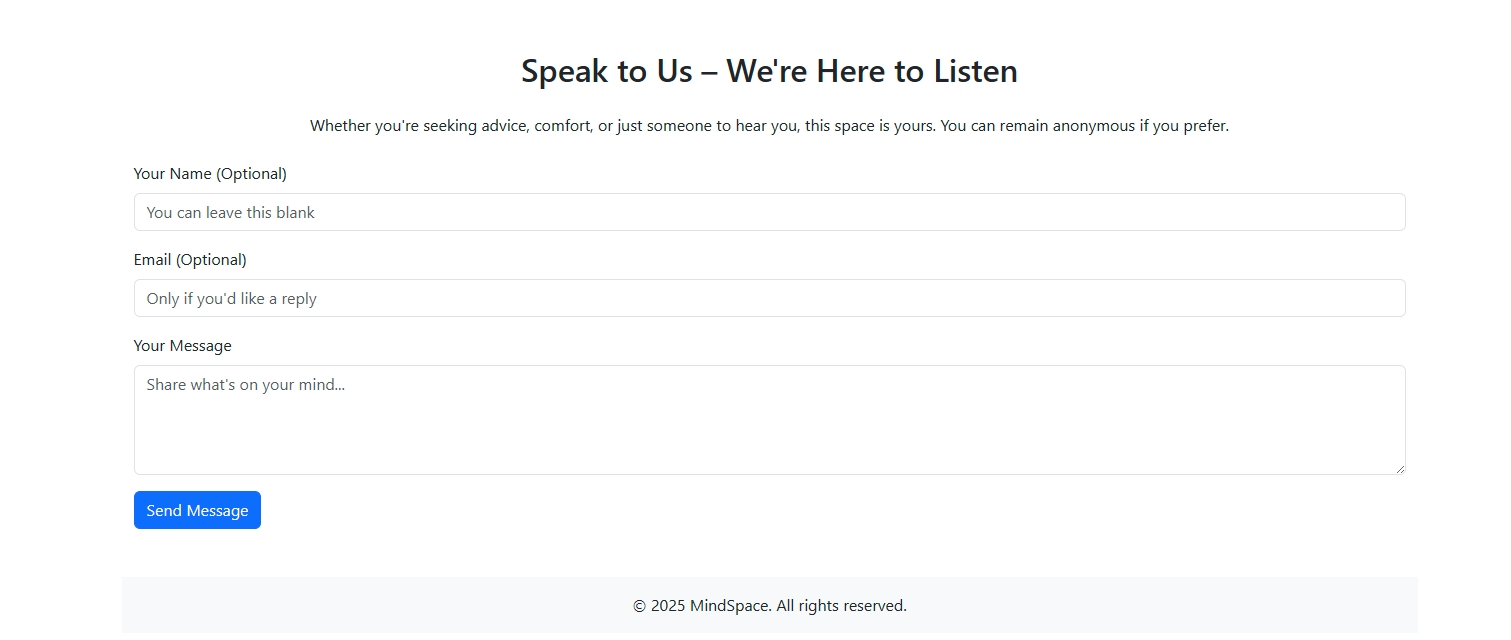 Speak to Us – We're Here to Listen
Whether you're seeking advice, comfort, or just someone to hear you, this space is yours. You can remain anonymous if you prefer.
Your Name (Optional)
You can leave this blank
Email (Optional)
Only if you'd like a reply
Your Message
Share what's on your mind...
Send Message
© 2025 MindSpace. All rights reserved.